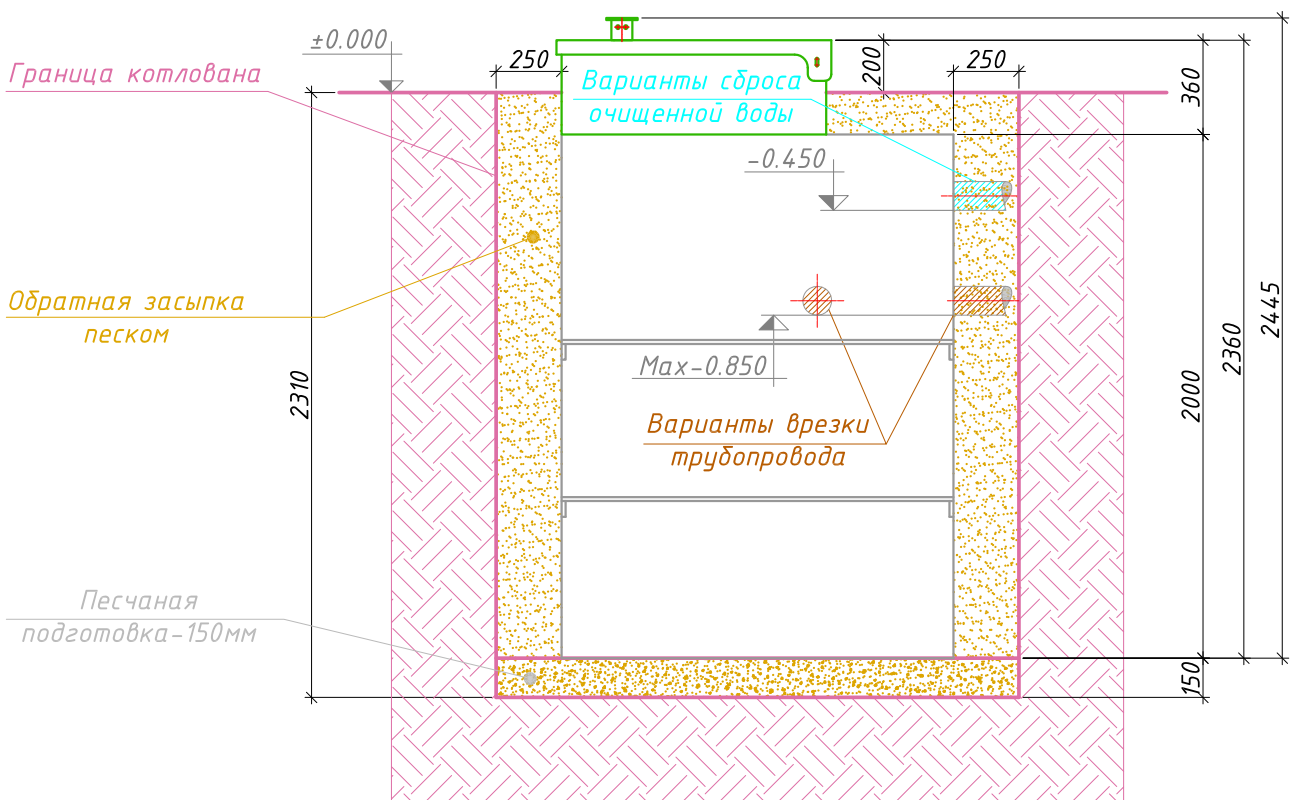 ±0.000
Граница котлована
250
Варианты сброса
очищенной воды
200
250
360
-0.450
Обратная засыпка
песком
2445
2360
Max-0.850
2310
2000
Варианты врезки
трубопровода
Песчаная
подготовка-150мм
150